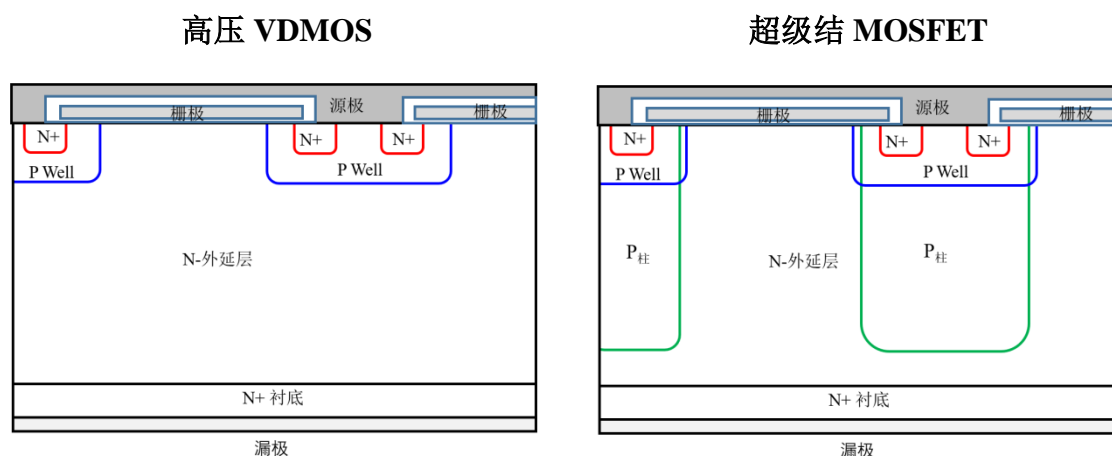 高压 VDMOS
栅极
源极
栅极
N+
N+
N+
P Well
P Well
N-外延层
N+ 衬底
漏极
超级结 MOSFET
栅极
源极
栅极
N+
N+
N+
P Well
P Well
P柱
N-外延层
P柱
N+ 衬底
漏极